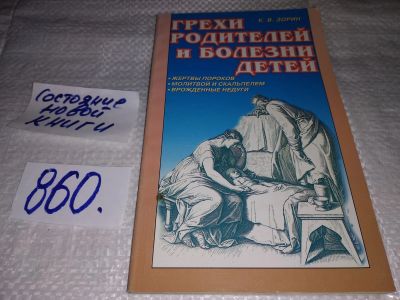 К. В. ЗОРИН
ГРЕХИ
РОДИТЕЛЕЙ
И БОЛЕЗНИ
ДЕТЕЙ
•ЖЕРТВЫ ПОРОКОВ
•МОЛИТВОЙ И СКАЛЬПЕЛЕМ
•ВРОЖДЕННЫЕ НЕДУГИ
Состояние
новой
книги
860.